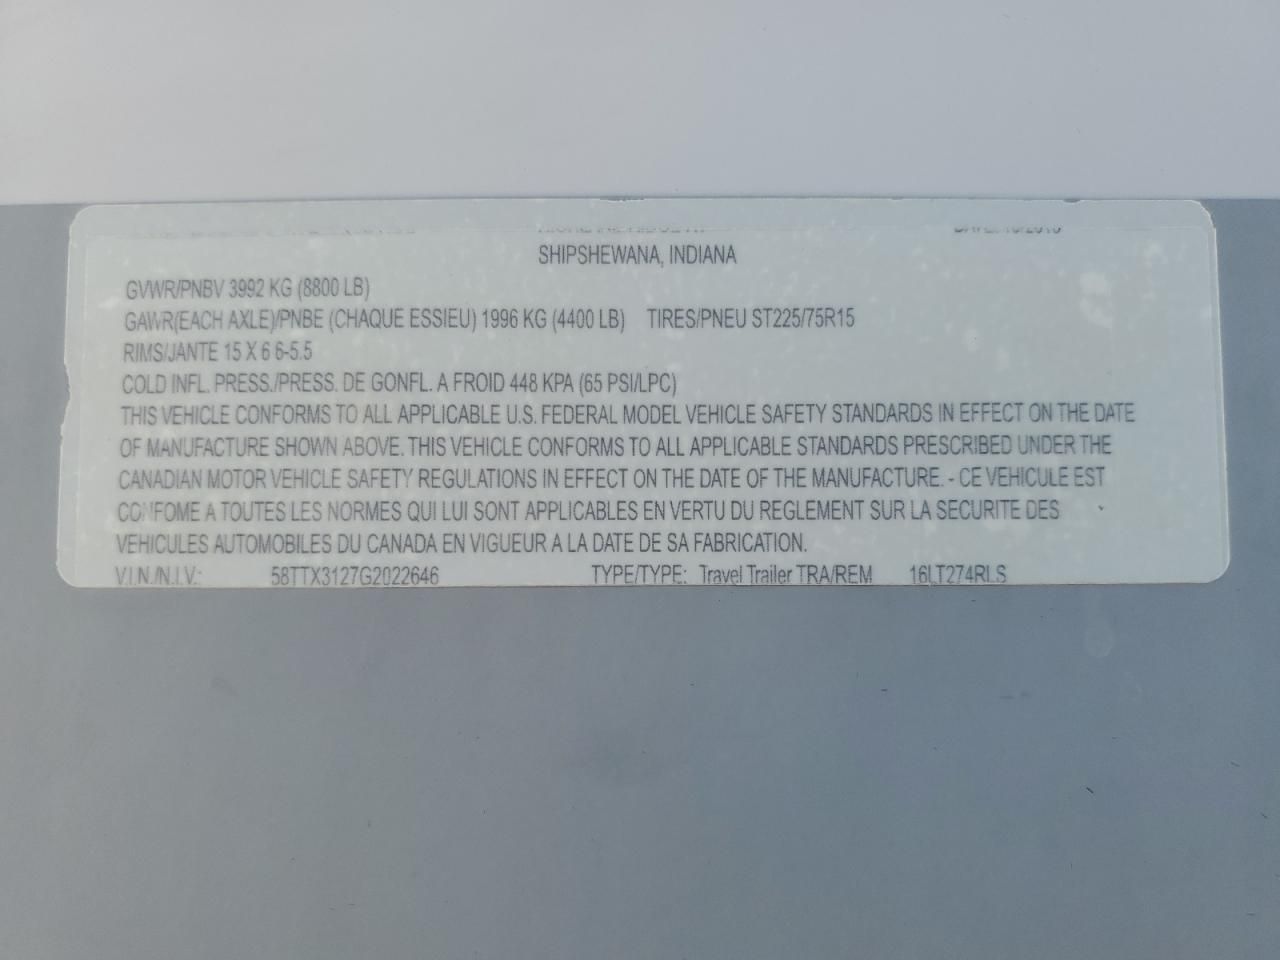 SHIPSHEWANA, INDIANA
GVWR/PNBV 3992 KG (8800 LB)
GAWR(EACH AXLE)/PNBE (CHAQUE ESSIEU) 1996 KG (4400 LB) TIRES/PNEU ST225/75R15
RIMS/JANTE 15 X 6 6-5.5
COLD INFL. PRESS./PRESS. DE GONFL. A FROID 448 KPA (65 PSI/LPC)
THIS VEHICLE CONFORMS TO ALL APPLICABLE U.S. FEDERAL MODEL VEHICLE SAFETY STANDARDS IN EFFECT ON THE DATE
OF MANUFACTURE SHOWN ABOVE. THIS VEHICLE CONFORMS TO ALL APPLICABLE STANDARDS PRESCRIBED UNDER THE
CANADIAN MOTOR VEHICLE SAFETY REGULATIONS IN EFFECT ON THE DATE OF THE MANUFACTURE. - CE VEHICULE EST
CONFOME A TOUTES LES NORMES QUI LUI SONT APPLICABLES EN VERTU DU REGLEMENT SUR LA SECURITE DES
VEHICULES AUTOMOBILES DU CANADA EN VIGUEUR A LA DATE DE SA FABRICATION.
V.I.N./N.I.V.: 58TTX3127G2022646 TYPE/TYPE: Travel Trailer TRA/REM 16LT274RLS